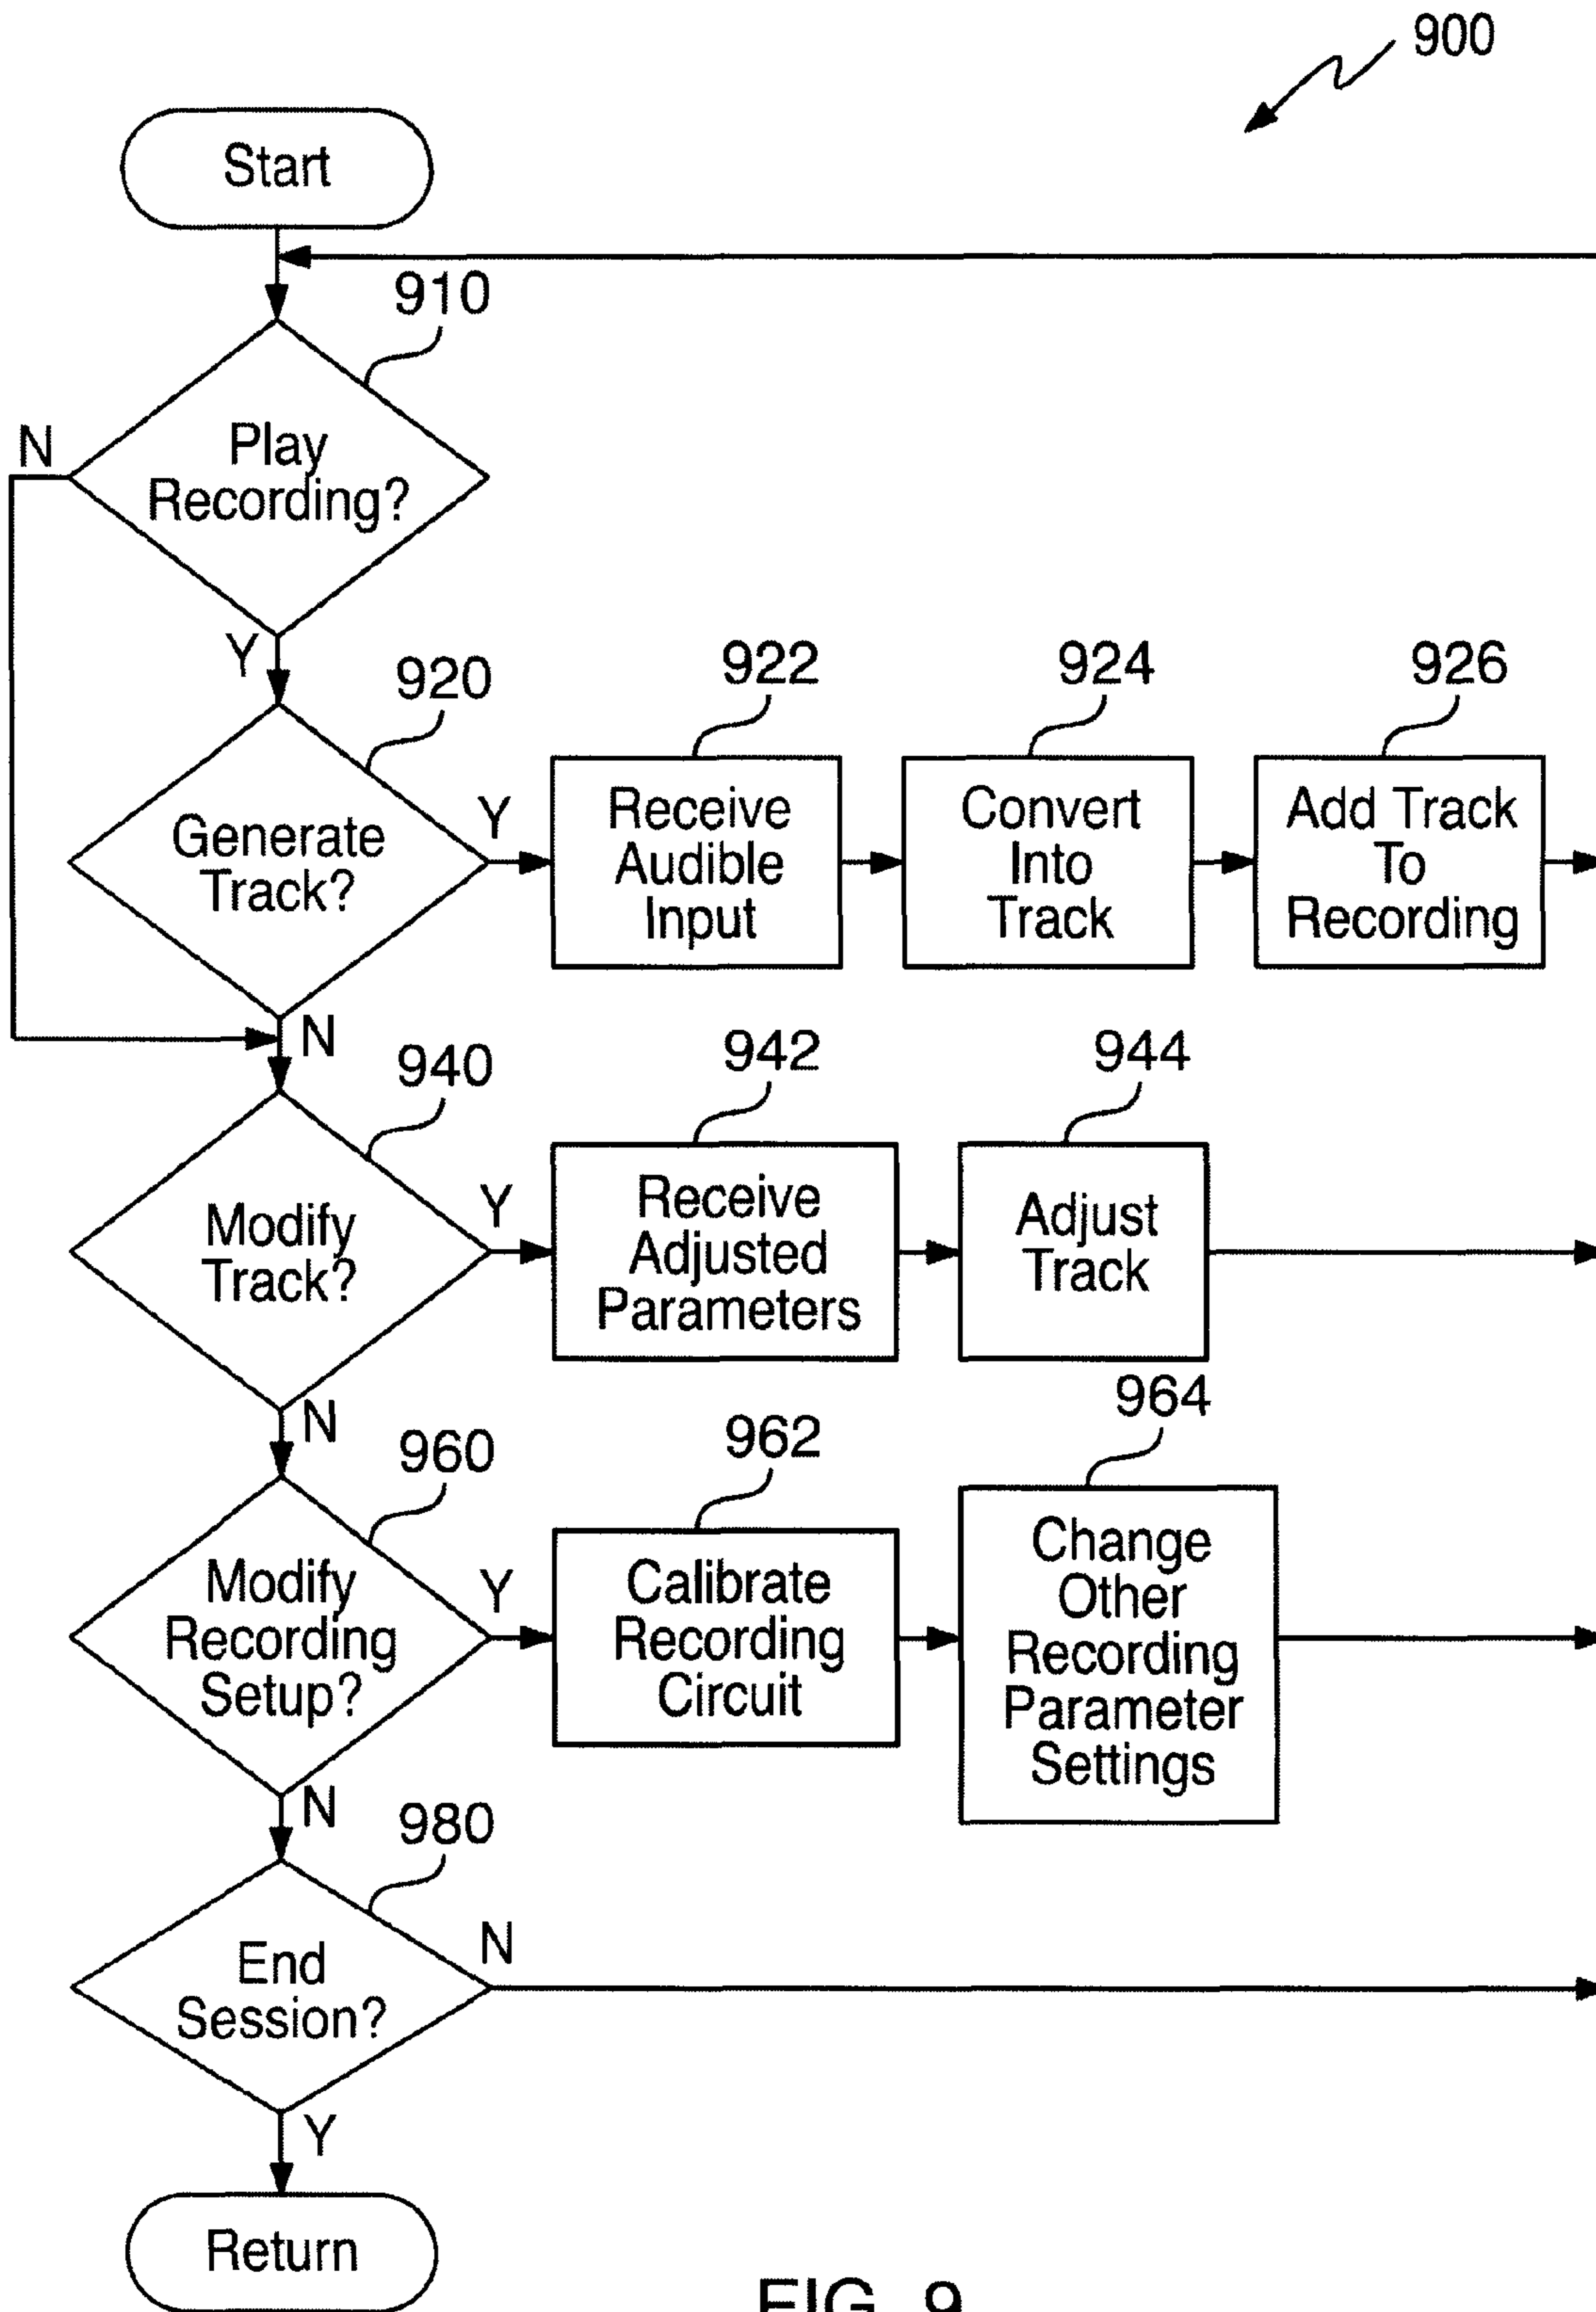 900
Start
910
N
Play
Recording?
Y
920
922
924
926
Generate
Track?
Y
Receive
Audible
Input
Convert
Into
Track
Add Track
To
Recording
N
940
942
944
Modify
Track?
Y
Receive
Adjusted
Parameters
Adjust
Track
N
960
962
964
Modify
Recording
Setup?
Y
Calibrate
Recording
Circuit
Change
Other
Recording
Parameter
Settings
N
980
End
Session?
N
Y
Return
FIG. 9